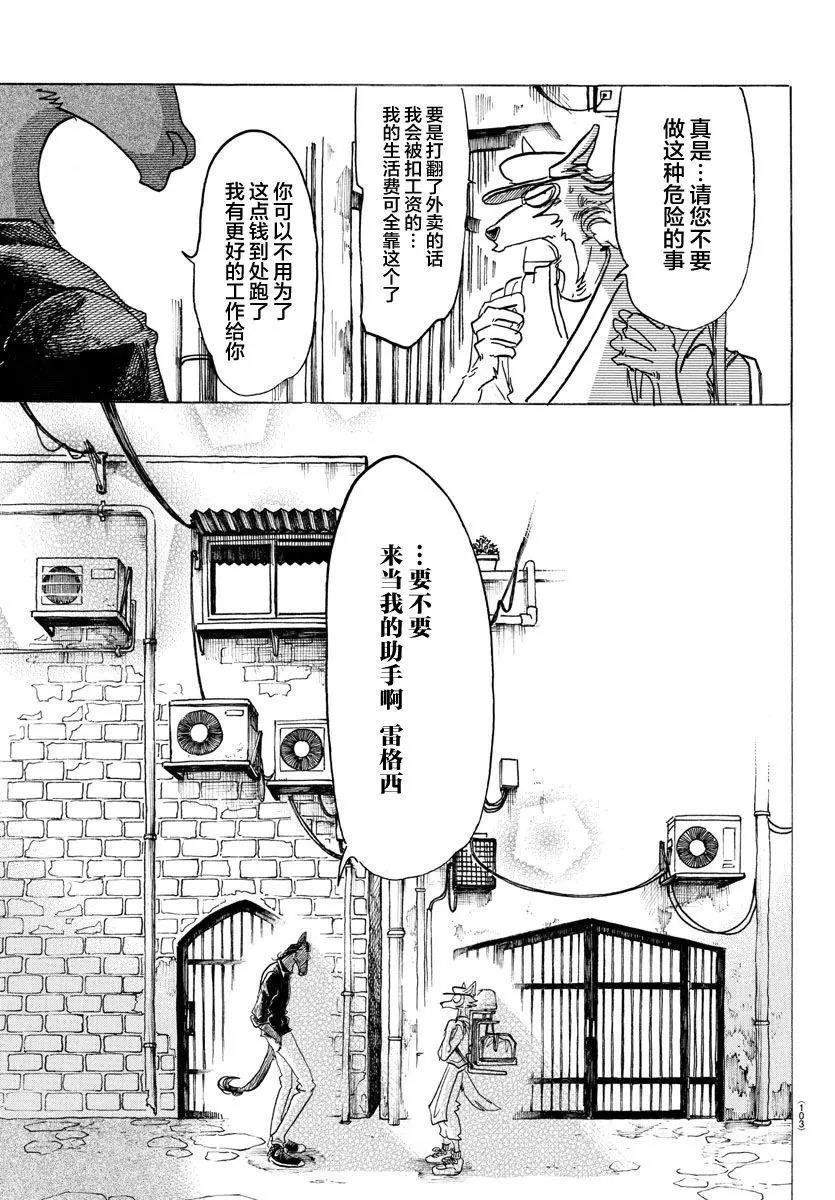 真是…请您不要
做这种危险的事
要是打翻了外卖的话
我会被扣工资的…
我的生活费可全靠这个了
你可以不用为了
这点钱到处跑了
我有更好的工作给你
…要不要
来当我的助手啊 雷格西
(103)